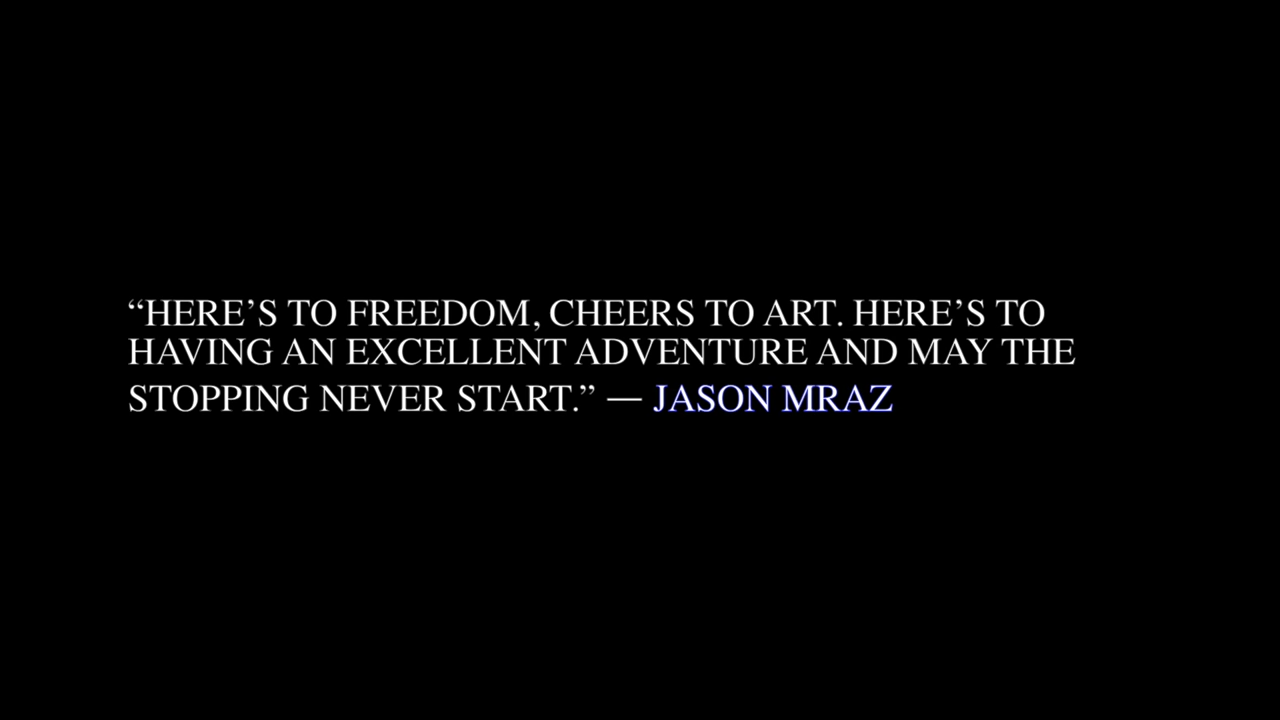 “HERE’S TO FREEDOM, CHEERS TO ART. HERE’S TO
HAVING AN EXCELLENT ADVENTURE AND MAY THE
STOPPING NEVER START.” — JASON MRAZ